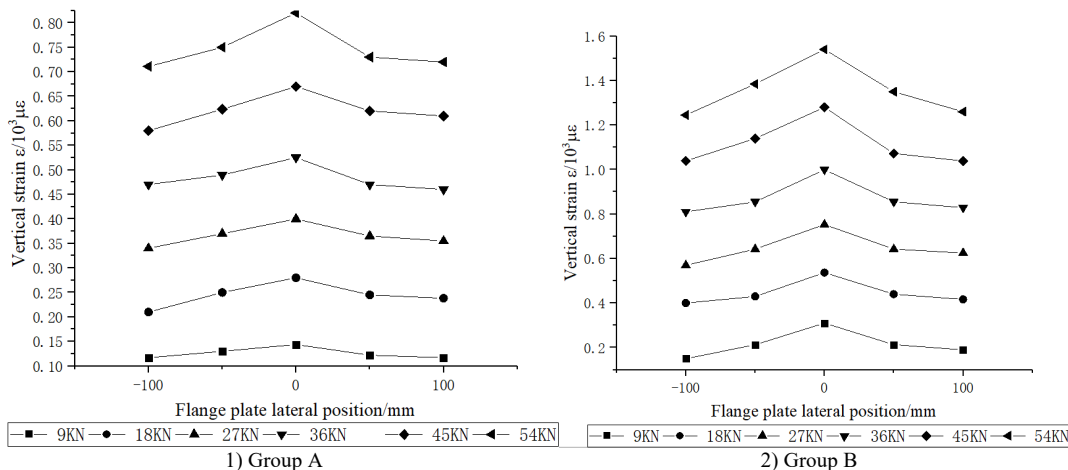 0.80
0.75
0.70
0.65
0.60
0.55
0.50
0.45
0.40
0.35
0.30
0.25
0.20
0.15
0.10
Vertical strain ε/10³με
-100 0 100
Flange plate lateral position/mm
9KN 18KN 27KN 36KN 45KN 54KN
1) Group A
1.6
1.4
1.2
1.0
0.8
0.6
0.4
0.2
Vertical strain ε/10³με
-100 0 100
Flange plate lateral position/mm
9KN 18KN 27KN 36KN 45KN 54KN
2) Group B